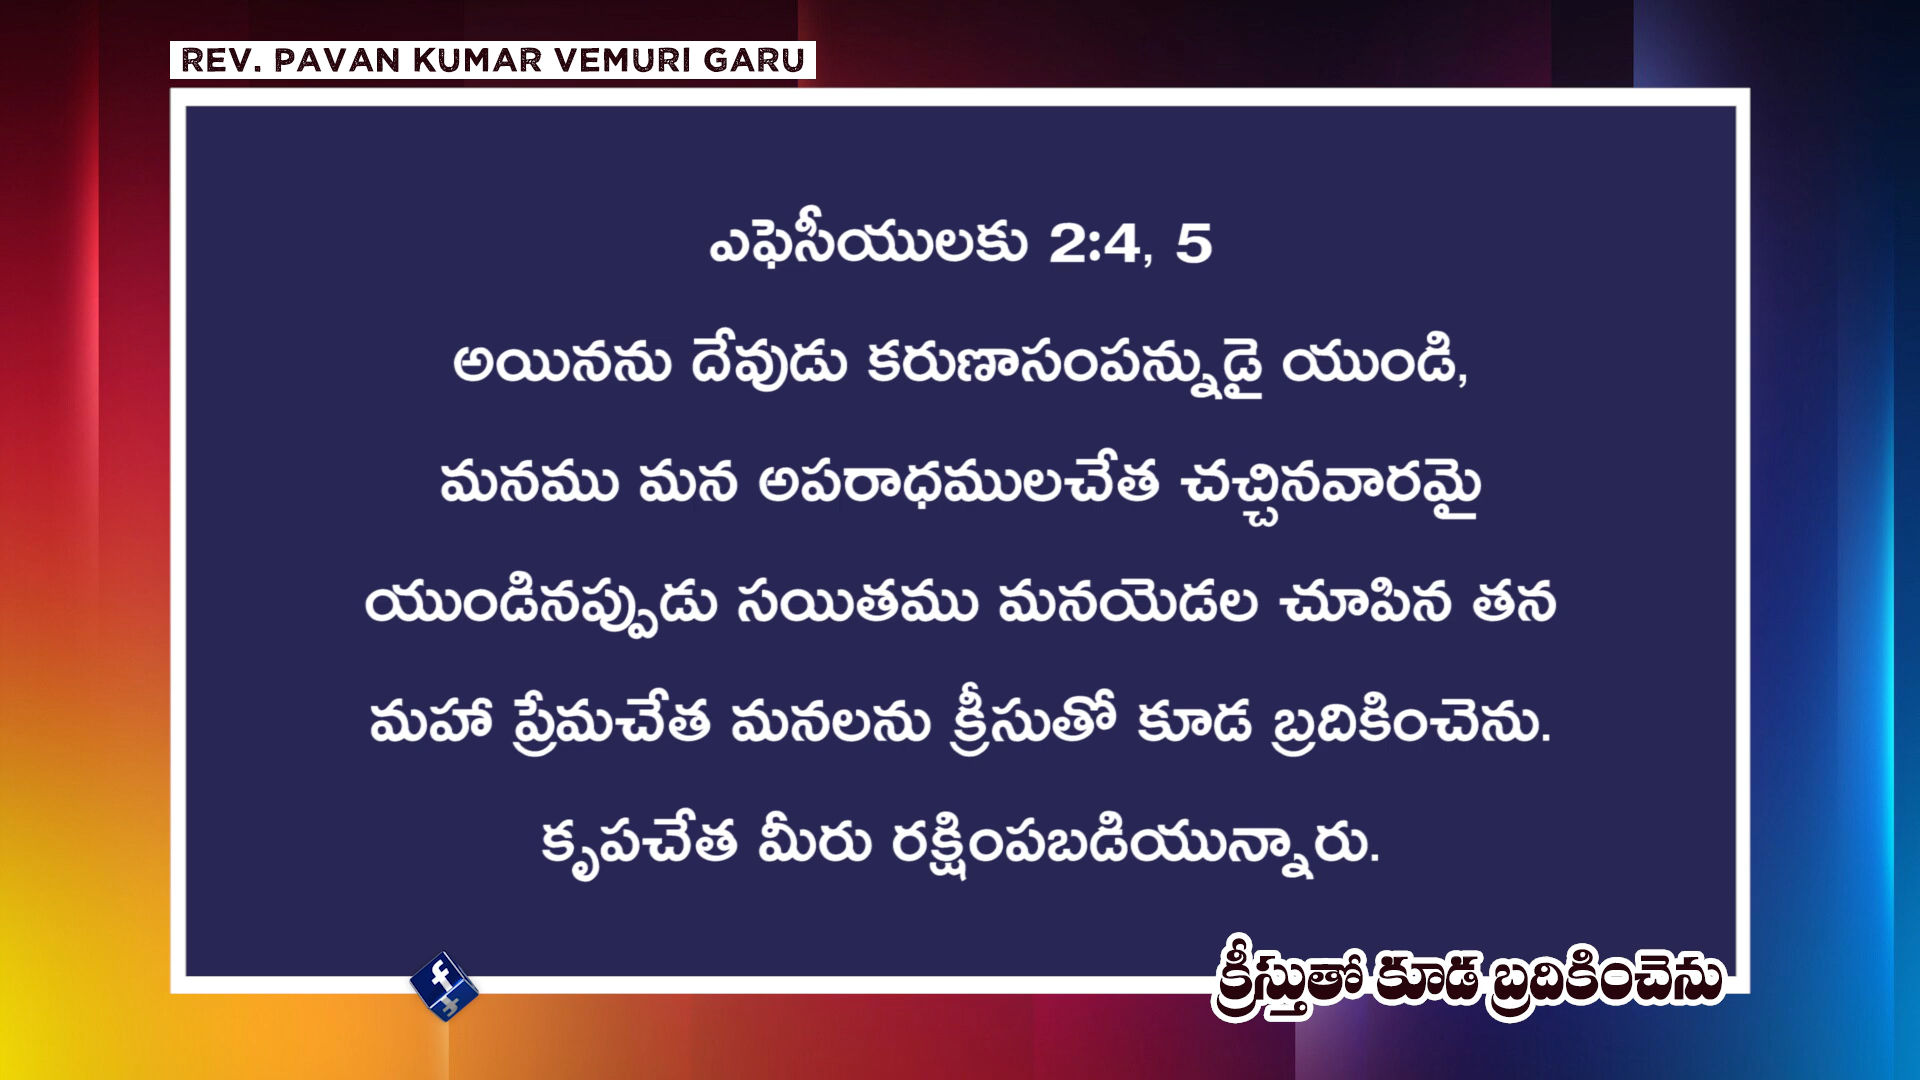 REV. PAVAN KUMAR VEMURI GARU
ఎఫెసీయులకు 2:4, 5
అయినను దేవుడు కరుణాసంపన్నుడై యుండి,
మనము మన అపరాధములచేత చచ్చినవారమై
యుండినప్పుడు సయితము మనయెడల చూపిన తన
మహా ప్రేమచేత మనలను క్రీసుతో కూడ బ్రదికించెను.
కృపచేత మీరు రక్షింపబడియున్నారు.
క్రీస్తుతో కూడ బ్రదికించెను